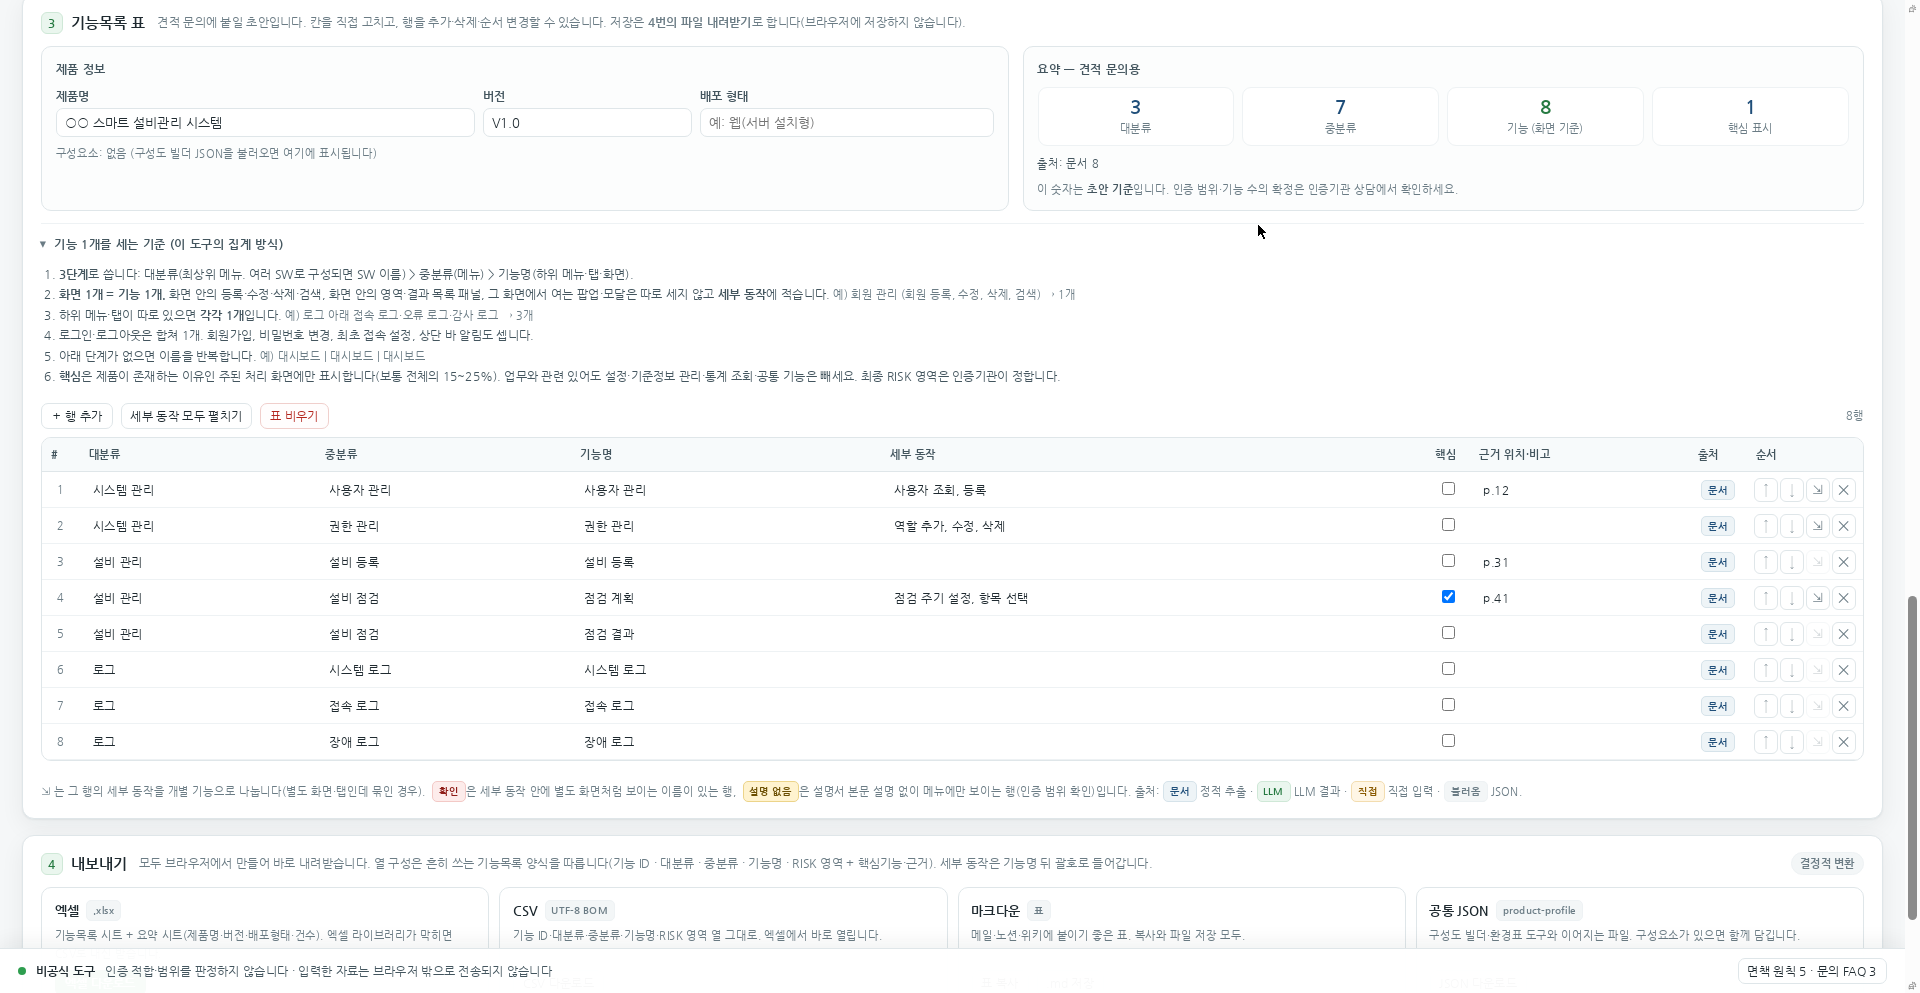 3 기능목록 표 견적 문의에 붙일 초안입니다. 칸을 직접 고치고, 행을 추가·삭제·순서 변경할 수 있습니다. 저장은 4번의 파일 내려받기로 합니다(브라우저에 저장하지 않습니다).
제품 정보
제품명 버전 배포 형태
○○ 스마트 설비관리 시스템 V1.0 예: 웹(서버 설치형)
구성요소: 없음 (구성도 빌더 JSON을 불러오면 여기에 표시됩니다)
요약 — 견적 문의용
3 7 8 1
대분류 중분류 기능 (화면 기준) 핵심 표시
출처: 문서 8
이 숫자는 초안 기준입니다. 인증 범위·기능 수의 확정은 인증기관 상담에서 확인하세요.
▼ 기능 1개를 세는 기준 (이 도구의 집계 방식)
1. 3단계로 씁니다: 대분류(최상위 메뉴. 여러 SW로 구성되면 SW 이름) > 중분류(메뉴) > 기능명(하위 메뉴·탭·화면).
2. 화면 1개 = 기능 1개. 화면 안의 등록·수정·삭제·검색, 화면 안의 영역·결과 목록 패널, 그 화면에서 여는 팝업·모달은 따로 세지 않고 세부 동작에 적습니다. 예) 회원 관리 (회원 등록, 수정, 삭제, 검색) → 1개
3. 하위 메뉴·탭이 따로 있으면 각각 1개입니다. 예) 로그 아래 접속 로그·오류 로그·감사 로그 → 3개
4. 로그인·로그아웃은 합쳐 1개. 회원가입, 비밀번호 변경, 최초 접속 설정, 상단 바 알림도 셉니다.
5. 아래 단계가 없으면 이름을 반복합니다. 예) 대시보드 | 대시보드 | 대시보드
6. 핵심은 제품이 존재하는 이유인 주된 처리 화면에만 표시합니다(보통 전체의 15~25%). 업무와 관련 있어도 설정·기준정보 관리·통계 조회·공통 기능은 빼세요. 최종 RISK 영역은 인증기관이 정합니다.
+ 행 추가 세부 동작 모두 펼치기 표 비우기 8행
# 대분류 중분류 기능명 세부 동작 핵심 근거 위치·비고 출처 순서
1 시스템 관리 사용자 관리 사용자 관리 사용자 조회, 등록 p.12 문서 ↑ ↓ ⇲ ✕
2 시스템 관리 권한 관리 권한 관리 역할 추가, 수정, 삭제 문서 ↑ ↓ ⇲ ✕
3 설비 관리 설비 등록 설비 등록 p.31 문서 ↑ ↓ ⇲ ✕
4 설비 관리 설비 점검 점검 계획 점검 주기 설정, 항목 선택 p.41 문서 ↑ ↓ ⇲ ✕
5 설비 관리 설비 점검 점검 결과 문서 ↑ ↓ ⇲ ✕
6 로그 시스템 로그 시스템 로그 문서 ↑ ↓ ⇲ ✕
7 로그 접속 로그 접속 로그 문서 ↑ ↓ ⇲ ✕
8 로그 장애 로그 장애 로그 문서 ↑ ↓ ⇲ ✕
⇲ 는 그 행의 세부 동작을 개별 기능으로 나눕니다(별도 화면·탭인데 묶인 경우). 확인은 세부 동작 안에 별도 화면처럼 보이는 이름이 있는 행, 설명 없음은 설명서 본문 설명 없이 메뉴에만 보이는 행(인증 범위 확인)입니다. 출처: 문서 정적 추출 · LLM LLM 결과 · 직접 직접 입력 · 불러옴 JSON.
4 내보내기 모두 브라우저에서 만들어 바로 내려받습니다. 열 구성은 흔히 쓰는 기능목록 양식을 따릅니다(기능 ID · 대분류 · 중분류 · 기능명 · RISK 영역 + 핵심기능·근거). 세부 동작은 기능명 뒤 괄호로 들어갑니다. 결정적 변환
엑셀 .xlsx
기능목록 시트 + 요약 시트(제품명·버전·배포형태·건수). 엑셀 라이브러리가 막히면
CSV UTF-8 BOM
기능 ID·대분류·중분류·기능명·RISK 영역 열 그대로. 엑셀에서 바로 열립니다.
마크다운 표
메일·노션·위키에 붙이기 좋은 표. 복사와 파일 저장 모두.
공통 JSON product-profile
구성도 빌더·환경표 도구와 이어지는 파일. 구성요소가 있으면 함께 담깁니다.
비공식 도구 인증 적합·범위를 판정하지 않습니다 · 입력한 자료는 브라우저 밖으로 전송되지 않습니다 면책 원칙 5 · 문의 FAQ 3